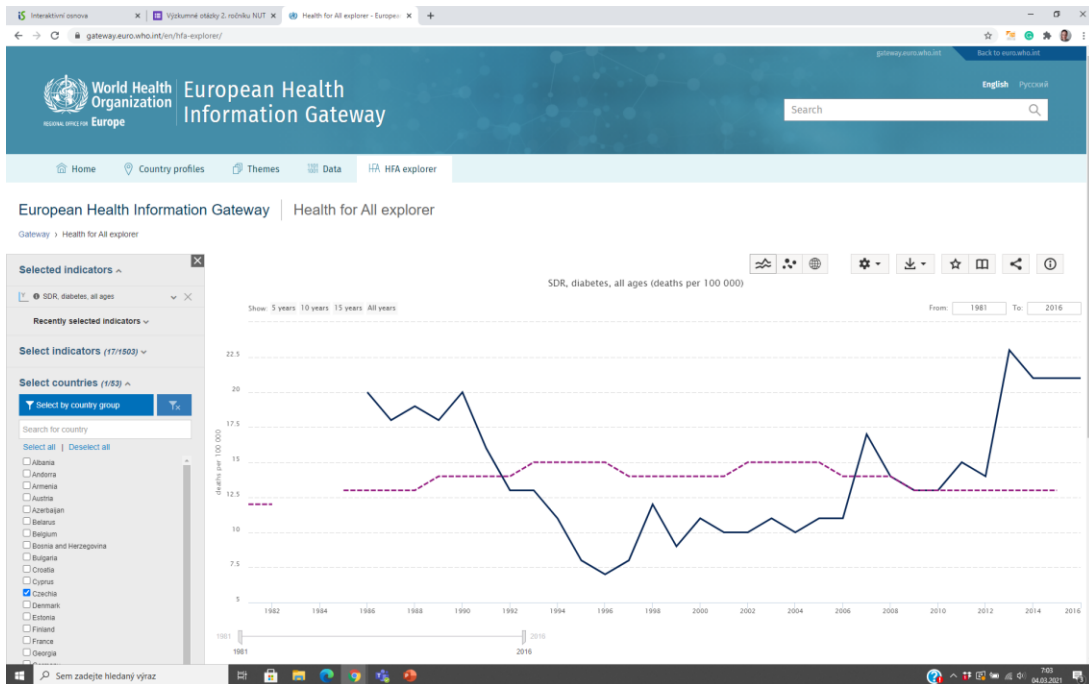 Interaktivní osnova
Výzkumné otázky 2. ročníku NUT
Health for All explorer - Europea
gateway.euro.who.int/en/hfa-explorer/
gateway.euro.who.int
Back to euro.who.int
World Health
Organization
REGIONAL OFFICE FOR Europe
European Health
Information Gateway
English Русский
Search
Home
Country profiles
Themes
Data
HFA HFA explorer
European Health Information Gateway
Health for All explorer
Gateway > Health for All explorer
Selected indicators
SDR, diabetes, all ages
Recently selected indicators
Select indicators (17/1503)
Select countries (1/53)
Select by country group
Search for country
Select all | Deselect all
Albania
Andorra
Armenia
Austria
Azerbaijan
Belarus
Belgium
Bosnia and Herzegovina
Bulgaria
Croatia
Cyprus
Czechia
Denmark
Estonia
Finland
France
Georgia
SDR, diabetes, all ages (deaths per 100 000)
Show: 5 years 10 years 15 years All years
From: 1981 To: 2016
deaths per 100 000
22.5
20
17.5
15
12.5
10
7.5
5
1982 1984 1986 1988 1990 1992 1994 1996 1998 2000 2002 2004 2006 2008 2010 2012 2014 2016
1981 2016
1981 2016
Sem zadejte hledaný výraz
7:03
04.03.2021